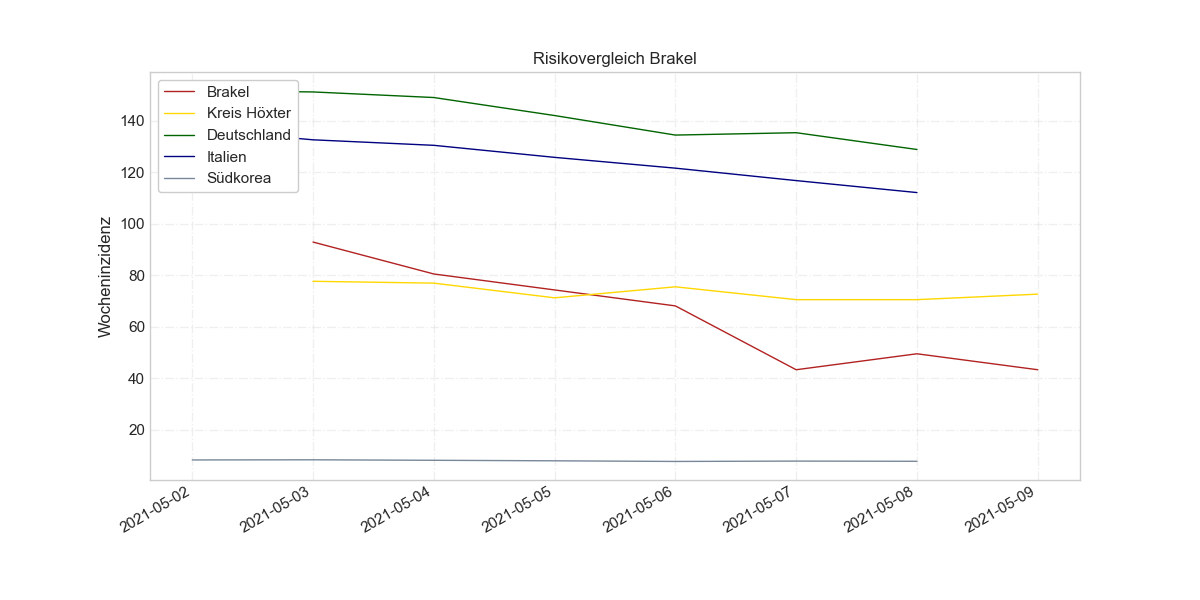 Risikovergleich Brakel
Brakel
Kreis Höxter
Deutschland
Italien
Südkorea
Wocheninzidenz
140
120
100
80
60
40
20
2021-05-02
2021-05-03
2021-05-04
2021-05-05
2021-05-06
2021-05-07
2021-05-08
2021-05-09